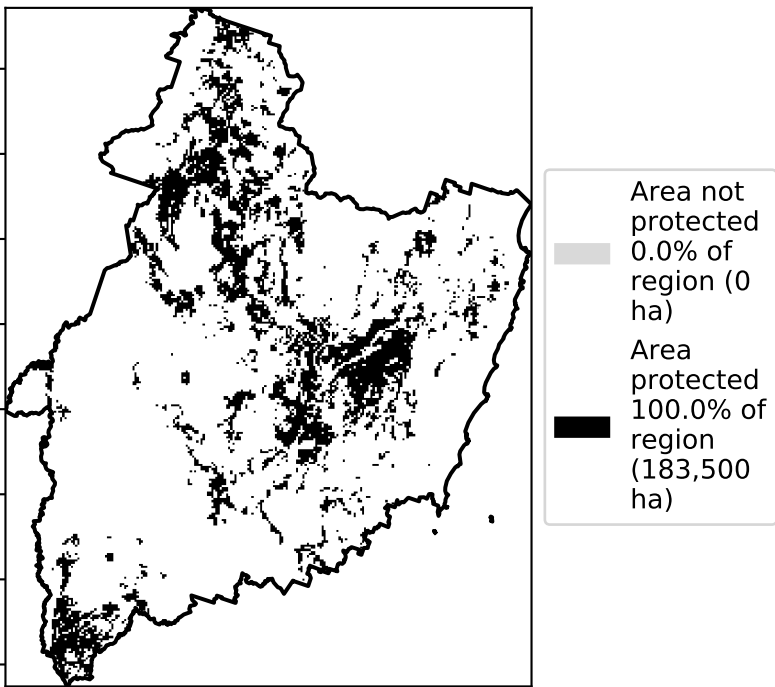 Area not
protected
0.0% of
region (0
ha)
Area
protected
100.0% of
region
(183,500
ha)